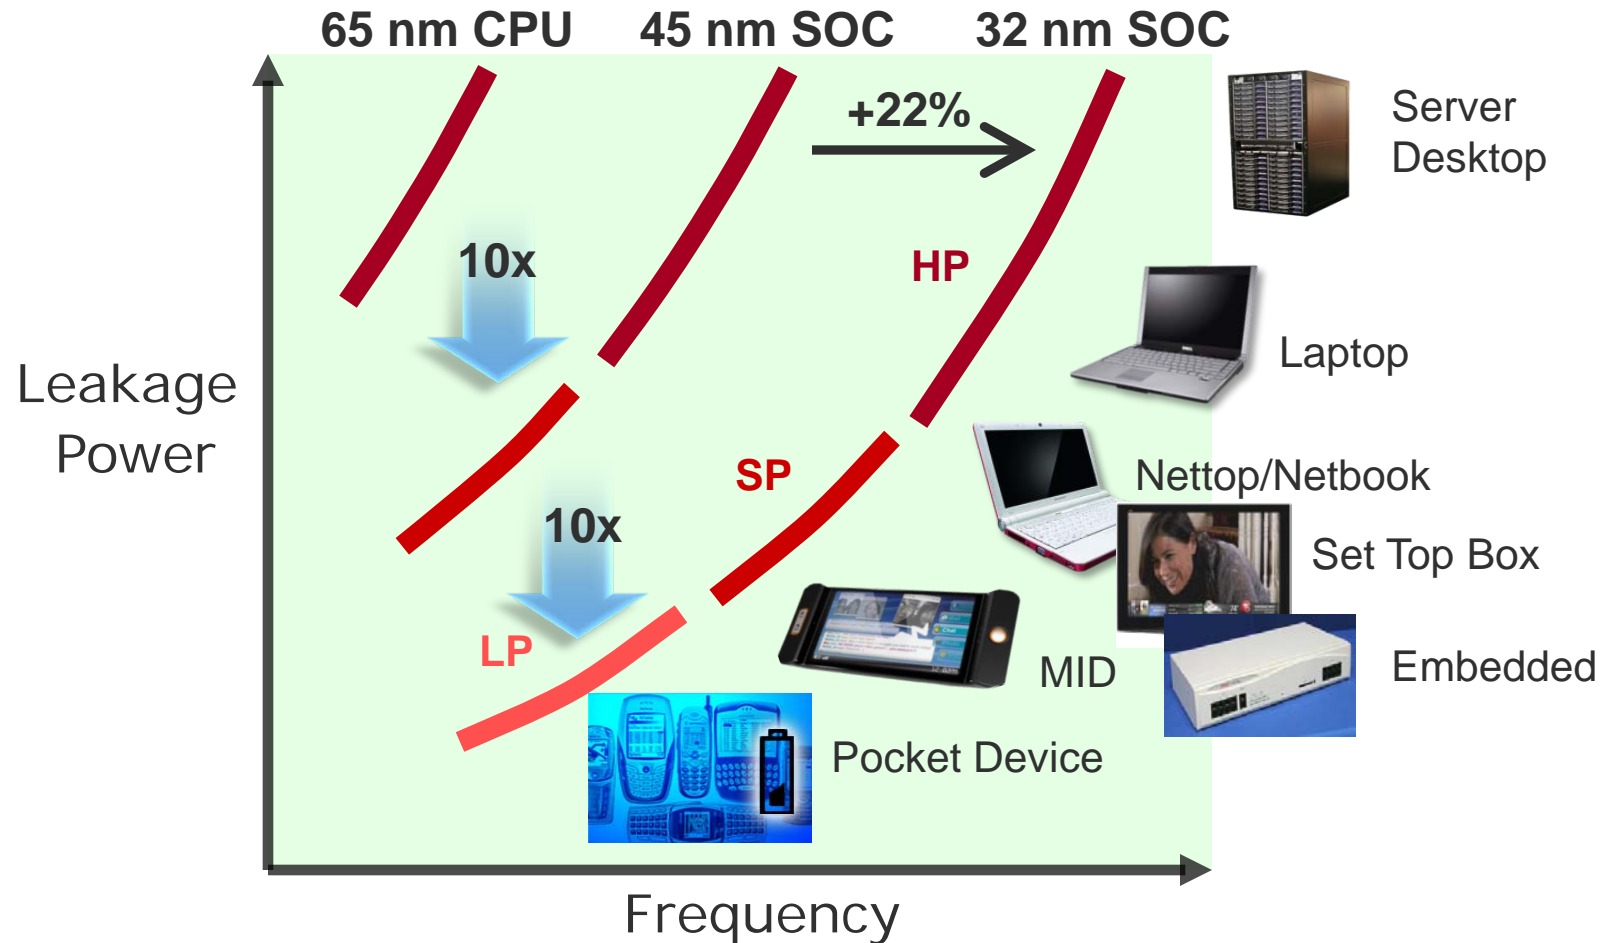 65 nm CPU
45 nm SOC
32 nm SOC
+22%
Server
Desktop
10x
HP
Laptop
Leakage
Power
SP
Nettop/Netbook
10x
Set Top Box
LP
MID
Embedded
Pocket Device
Frequency